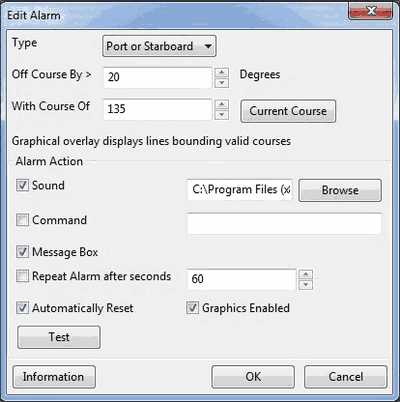 Edit Alarm
Type Port or Starboard
Off Course By > 20 Degrees
With Course Of 135 Current Course
Graphical overlay displays lines bounding valid courses
Alarm Action
Sound C:\Program Files (x Browse
Command
Message Box
Repeat Alarm after seconds 60
Automatically Reset Graphics Enabled
Test
Information OK Cancel